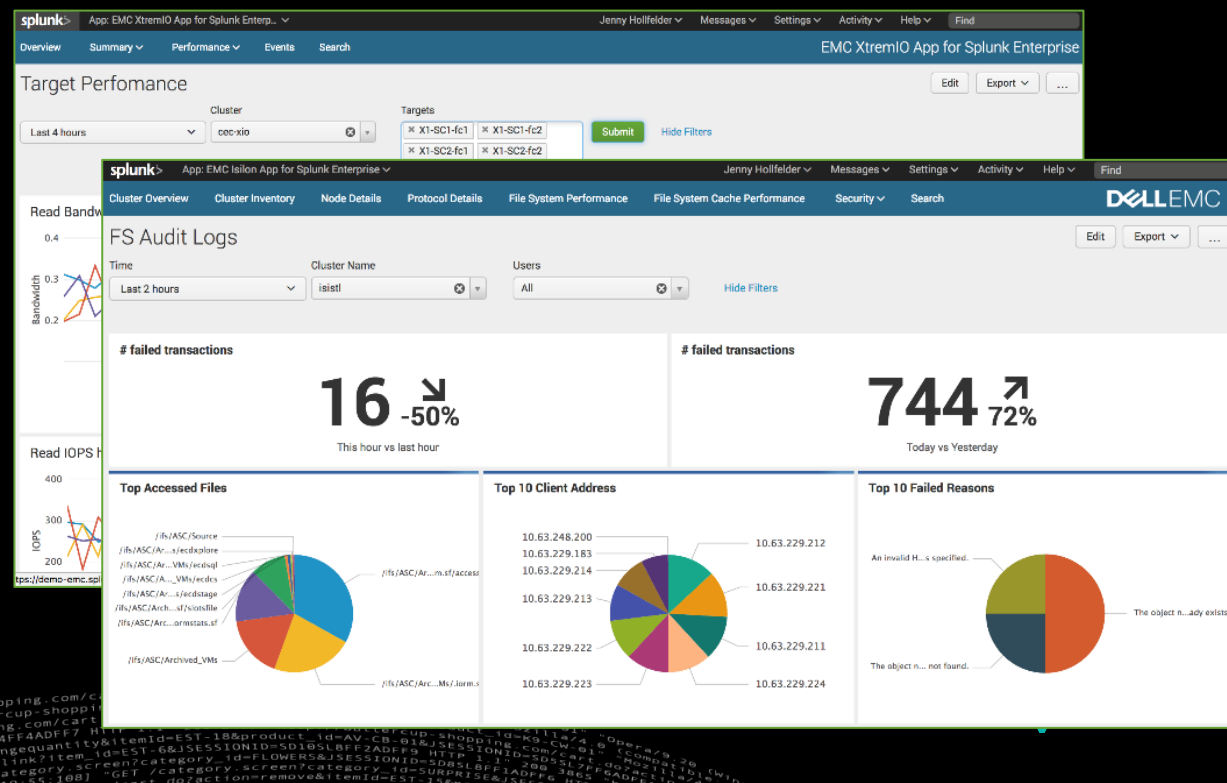 splunk> App: EMC XtremIO App for Splunk Enterp.. Jenny Hollfelder Messages Settings Activity Help Find
Overview Summary Performance Events Search EMC XtremIO App for Splunk Enterprise
Target Perfomance Edit Export ...
Cluster Targets
Last 4 hours cec-xio X1-SC1-fc1 X1-SC1-fc2 Submit Hide Filters
X1-SC2-fc1 X1-SC2-fc2
splunk> App: EMC Isilon App for Splunk Enterprise Jenny Hollfelder Messages Settings Activity Help Find
Cluster Overview Cluster Inventory Node Details Protocol Details File System Performance File System Cache Performance Security Search DELLEMC
FS Audit Logs Edit Export ...
Time Cluster Name Users
Last 2 hours isistl All Hide Filters
Read Bandw
0.4
0.3
0.2
Bandwidth
# failed transactions # failed transactions
16 -50% 744 72%
This hour vs last hour Today vs Yesterday
Read IOPS h
400
300
200
IOPS
tps://demo-emc.spl
Top Accessed Files Top 10 Client Address Top 10 Failed Reasons
/ifs/ASC/Source
/ifs/ASC/Ar...s/ecdxplore
/ifs/ASC/Ar..._VMs/ecdsql
/ifs/ASC/A..._VMs/ecdcs
/ifs/ASC/Ar...s/ecdstage
/ifs/ASC/Arch...sf/slotsfile
/ifs/ASC/Arc...ormstats.sf
/ifs/ASC/Archived_VMs
/ifs/ASC/Ar...m.sf/access
/ifs/ASC/Arc...Ms/.iorm.s
10.63.248.200
10.63.229.183
10.63.229.214
10.63.229.213
10.63.229.222
10.63.229.223
10.63.229.212
10.63.229.221
10.63.229.211
10.63.229.224
An invalid H...s specified.
The object n...ady exists
The object n... not found.